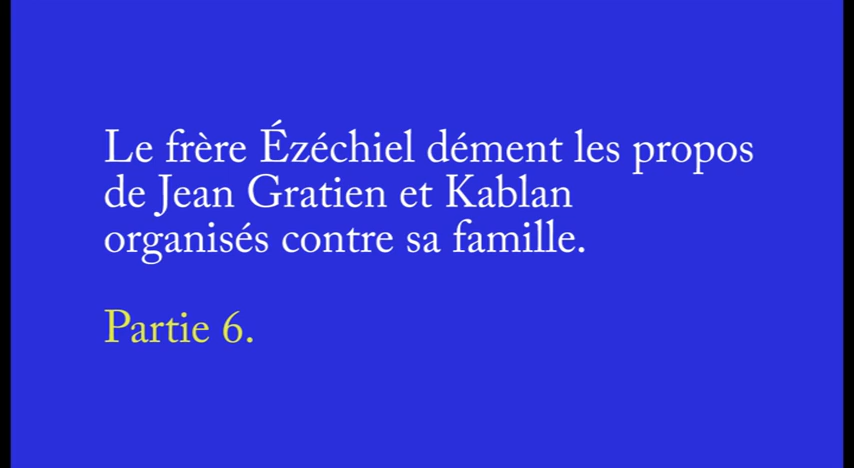 Le frère Ézéchiel dément les propos
de Jean Gratien et Kablan
organisés contre sa famille.
Partie 6.